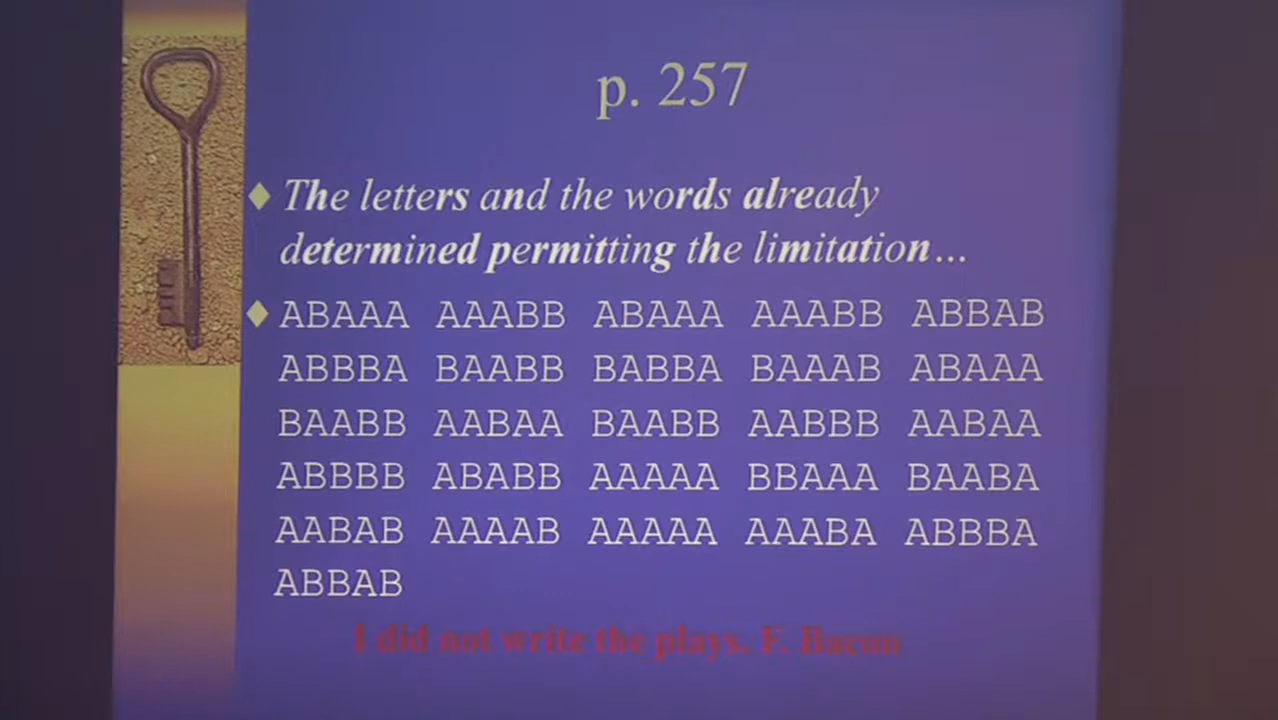 p. 257
The letters and the words already
determined permitting the limitation...
ABAAA AAABB ABAAA AAABB ABBAB
ABBBA BAABB BABBA BAAAB ABAAA
BAABB AABAA BAABB AABBB AABAA
ABBBB ABABB AAAAA BBAAA BAABA
AABAB AAAAB AAAAA AAABA ABBBA
ABBAB
I did not write the plays. F. Bacon